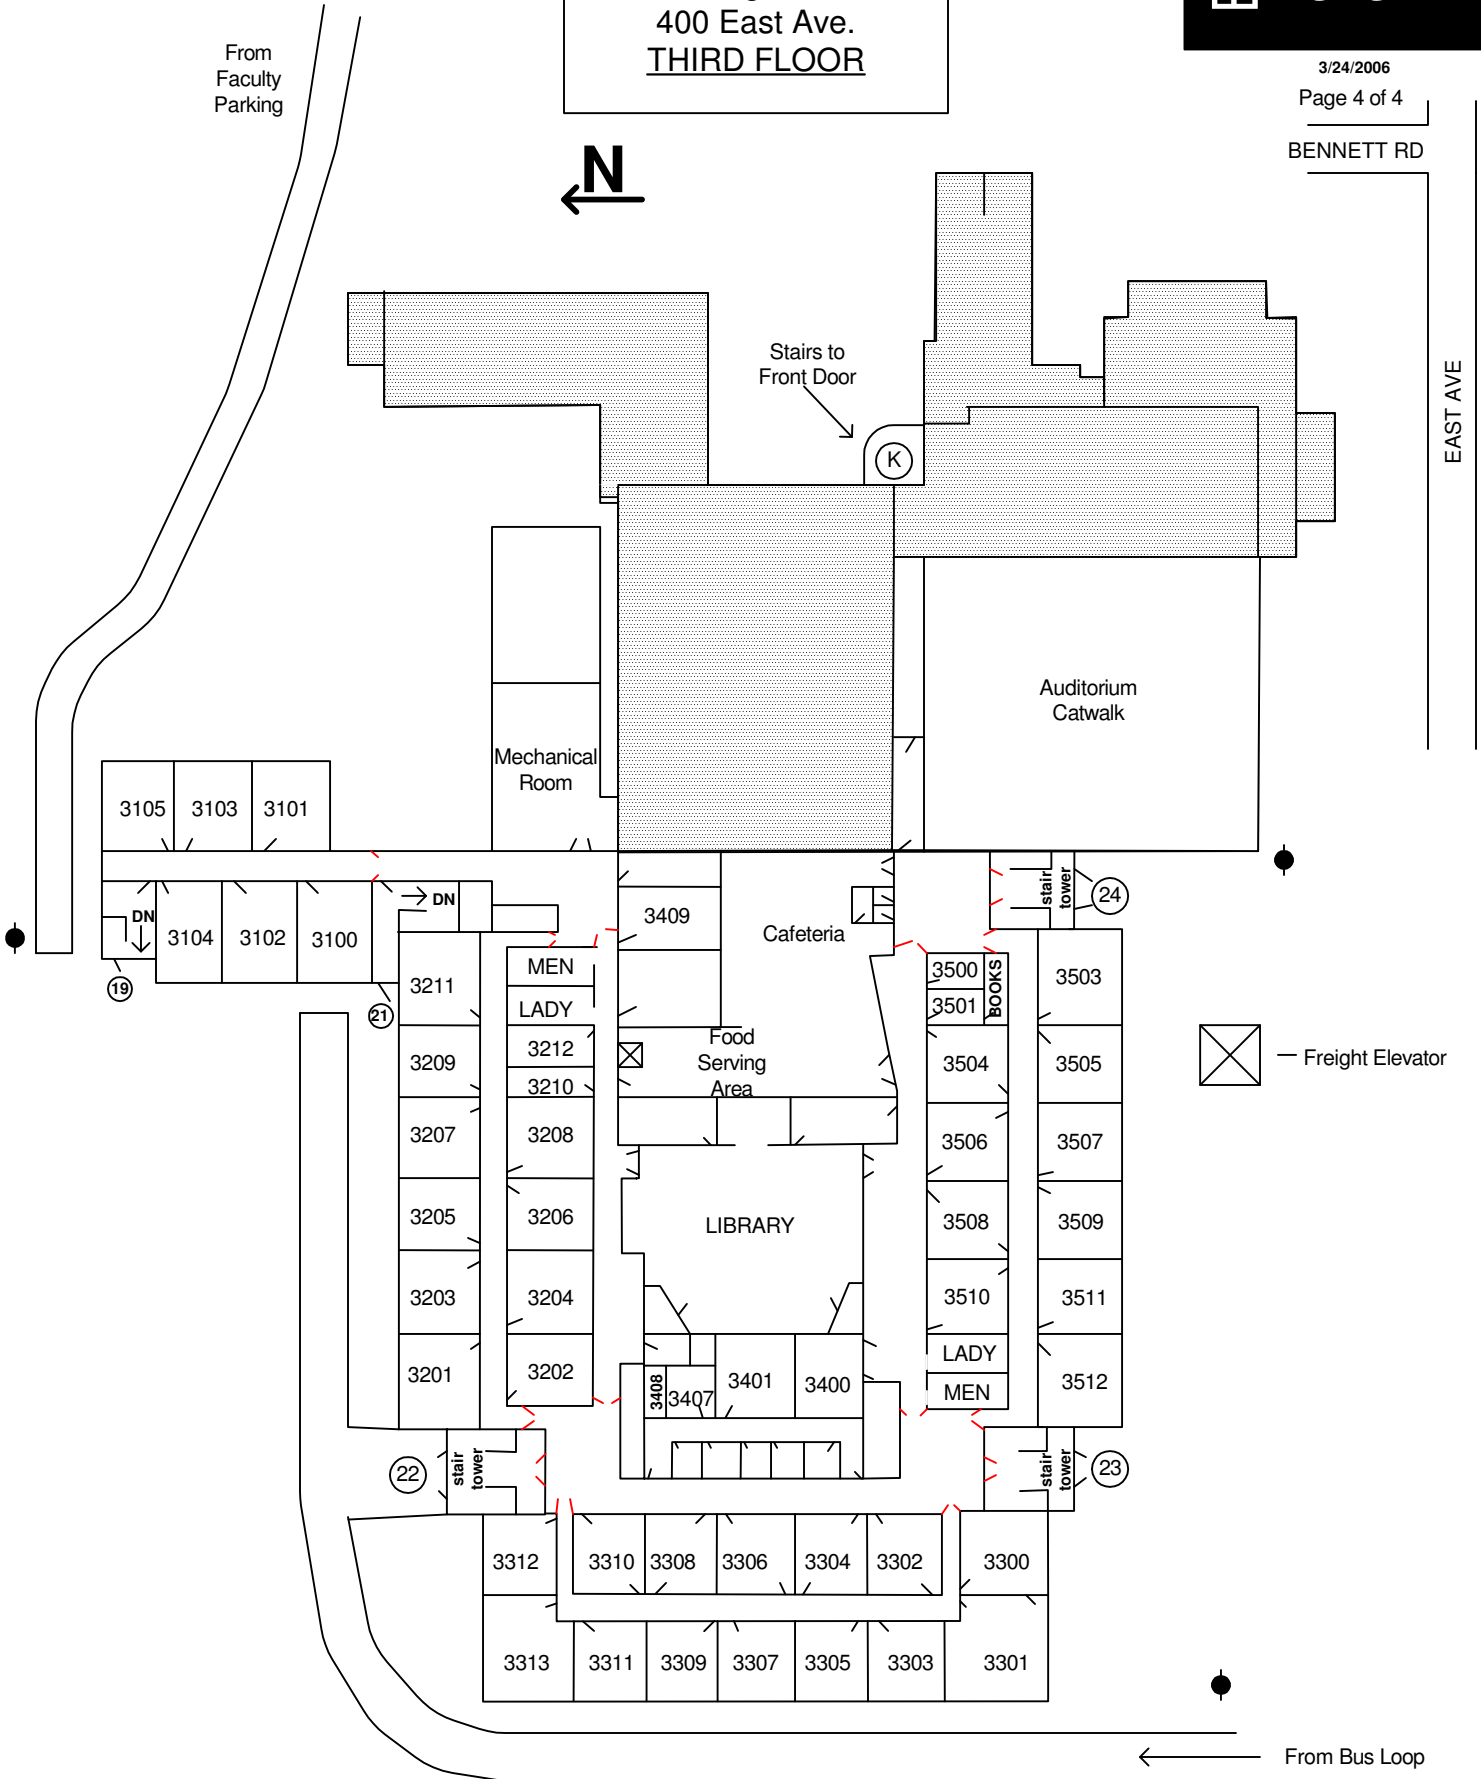 400 East Ave.
THIRD FLOOR
3/24/2006
Page 4 of 4
BENNETT RD
EAST AVE
From
Faculty
Parking
N
Stairs to
Front Door
K
Auditorium
Catwalk
Mechanical
Room
3105
3103
3101
DN
DN
3104
3102
3100
19
21
3409
Cafeteria
stair
tower
24
MEN
LADY
3211
3212
3209
3210
3207
3208
3205
3206
3203
3204
3201
3202
Food
Serving
Area
LIBRARY
3408
3407
3401
3400
3500
3501
BOOKS
3503
3504
3505
3506
3507
3508
3509
3510
3511
LADY
MEN
3512
Freight Elevator
22
stair
tower
stair
tower
23
3312
3310
3308
3306
3304
3302
3300
3313
3311
3309
3307
3305
3303
3301
From Bus Loop